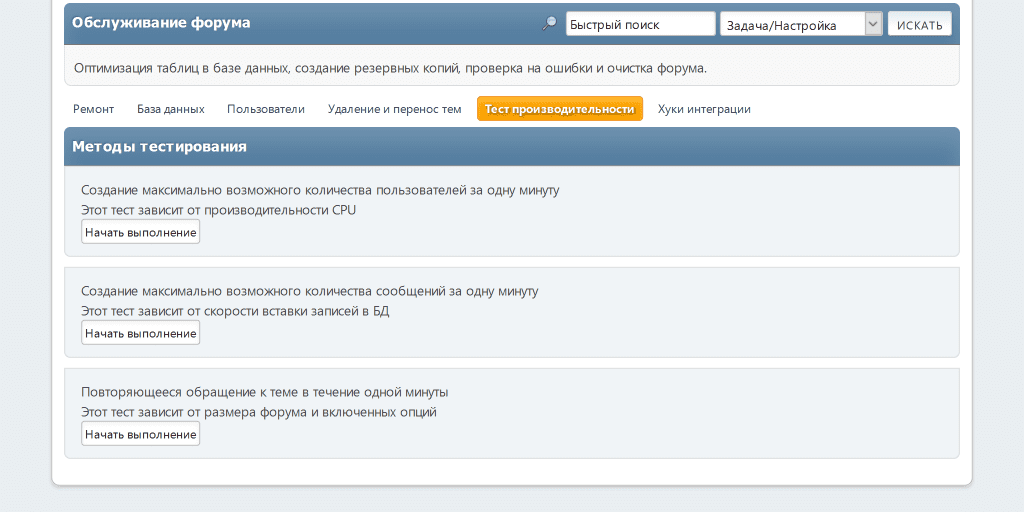 Обслуживание форума
Быстрый поиск
Задача/Настройка
ИСКАТЬ
Оптимизация таблиц в базе данных, создание резервных копий, проверка на ошибки и очистка форума.
Ремонт База данных Пользователи Удаление и перенос тем Тест производительности Хуки интеграции
Методы тестирования
Создание максимально возможного количества пользователей за одну минуту
Этот тест зависит от производительности CPU
Начать выполнение
Создание максимально возможного количества сообщений за одну минуту
Этот тест зависит от скорости вставки записей в БД
Начать выполнение
Повторяющееся обращение к теме в течение одной минуты
Этот тест зависит от размера форума и включенных опций
Начать выполнение